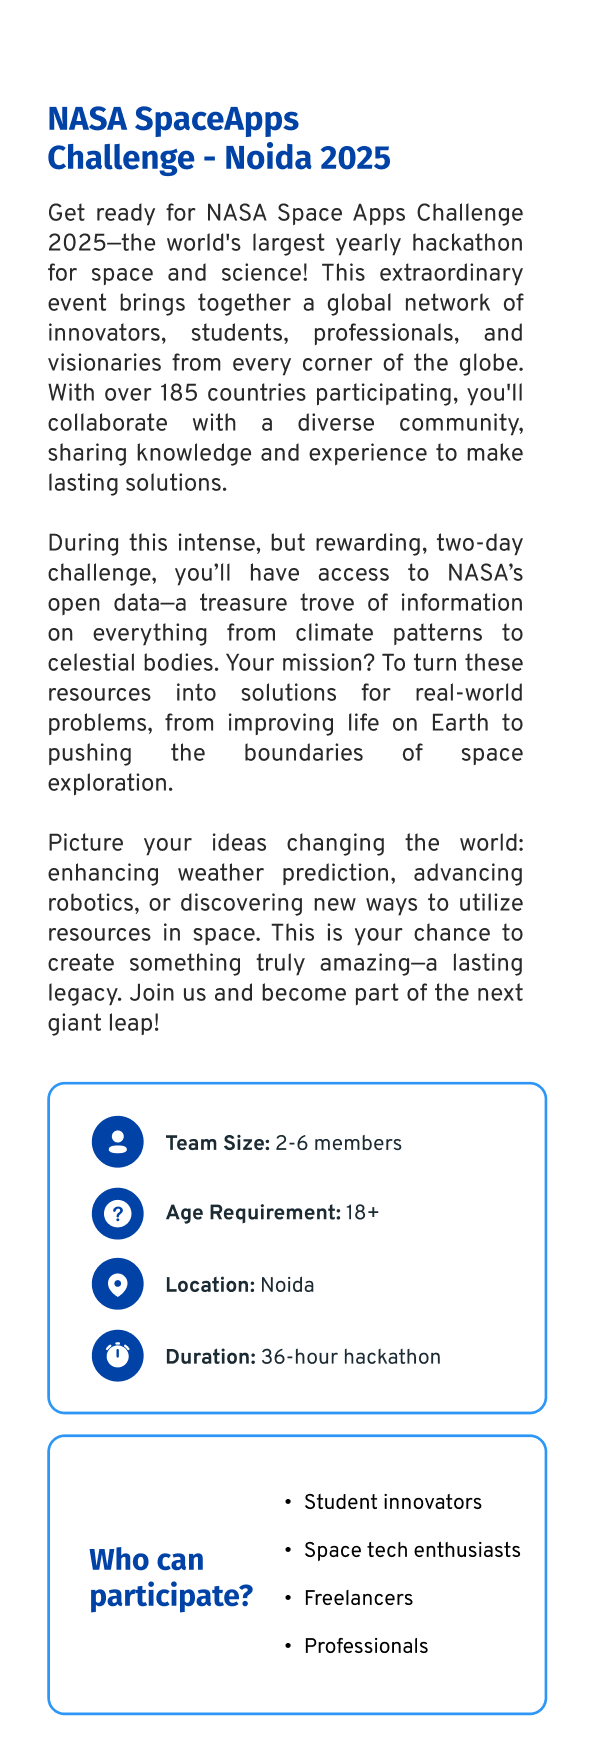 NASA SpaceApps
Challenge - Noida 2025
Get ready for NASA Space Apps Challenge
2025—the world's largest yearly hackathon
for space and science! This extraordinary
event brings together a global network of
innovators, students, professionals, and
visionaries from every corner of the globe.
With over 185 countries participating, you'll
collaborate with a diverse community,
sharing knowledge and experience to make
lasting solutions.
During this intense, but rewarding, two-day
challenge, you’ll have access to NASA’s
open data—a treasure trove of information
on everything from climate patterns to
celestial bodies. Your mission? To turn these
resources into solutions for real-world
problems, from improving life on Earth to
pushing the boundaries of space
exploration.
Picture your ideas changing the world:
enhancing weather prediction, advancing
robotics, or discovering new ways to utilize
resources in space. This is your chance to
create something truly amazing—a lasting
legacy. Join us and become part of the next
giant leap!
Team Size: 2-6 members
? Age Requirement: 18+
Location: Noida
Duration: 36-hour hackathon
Who can
participate?
• Student innovators
• Space tech enthusiasts
• Freelancers
• Professionals